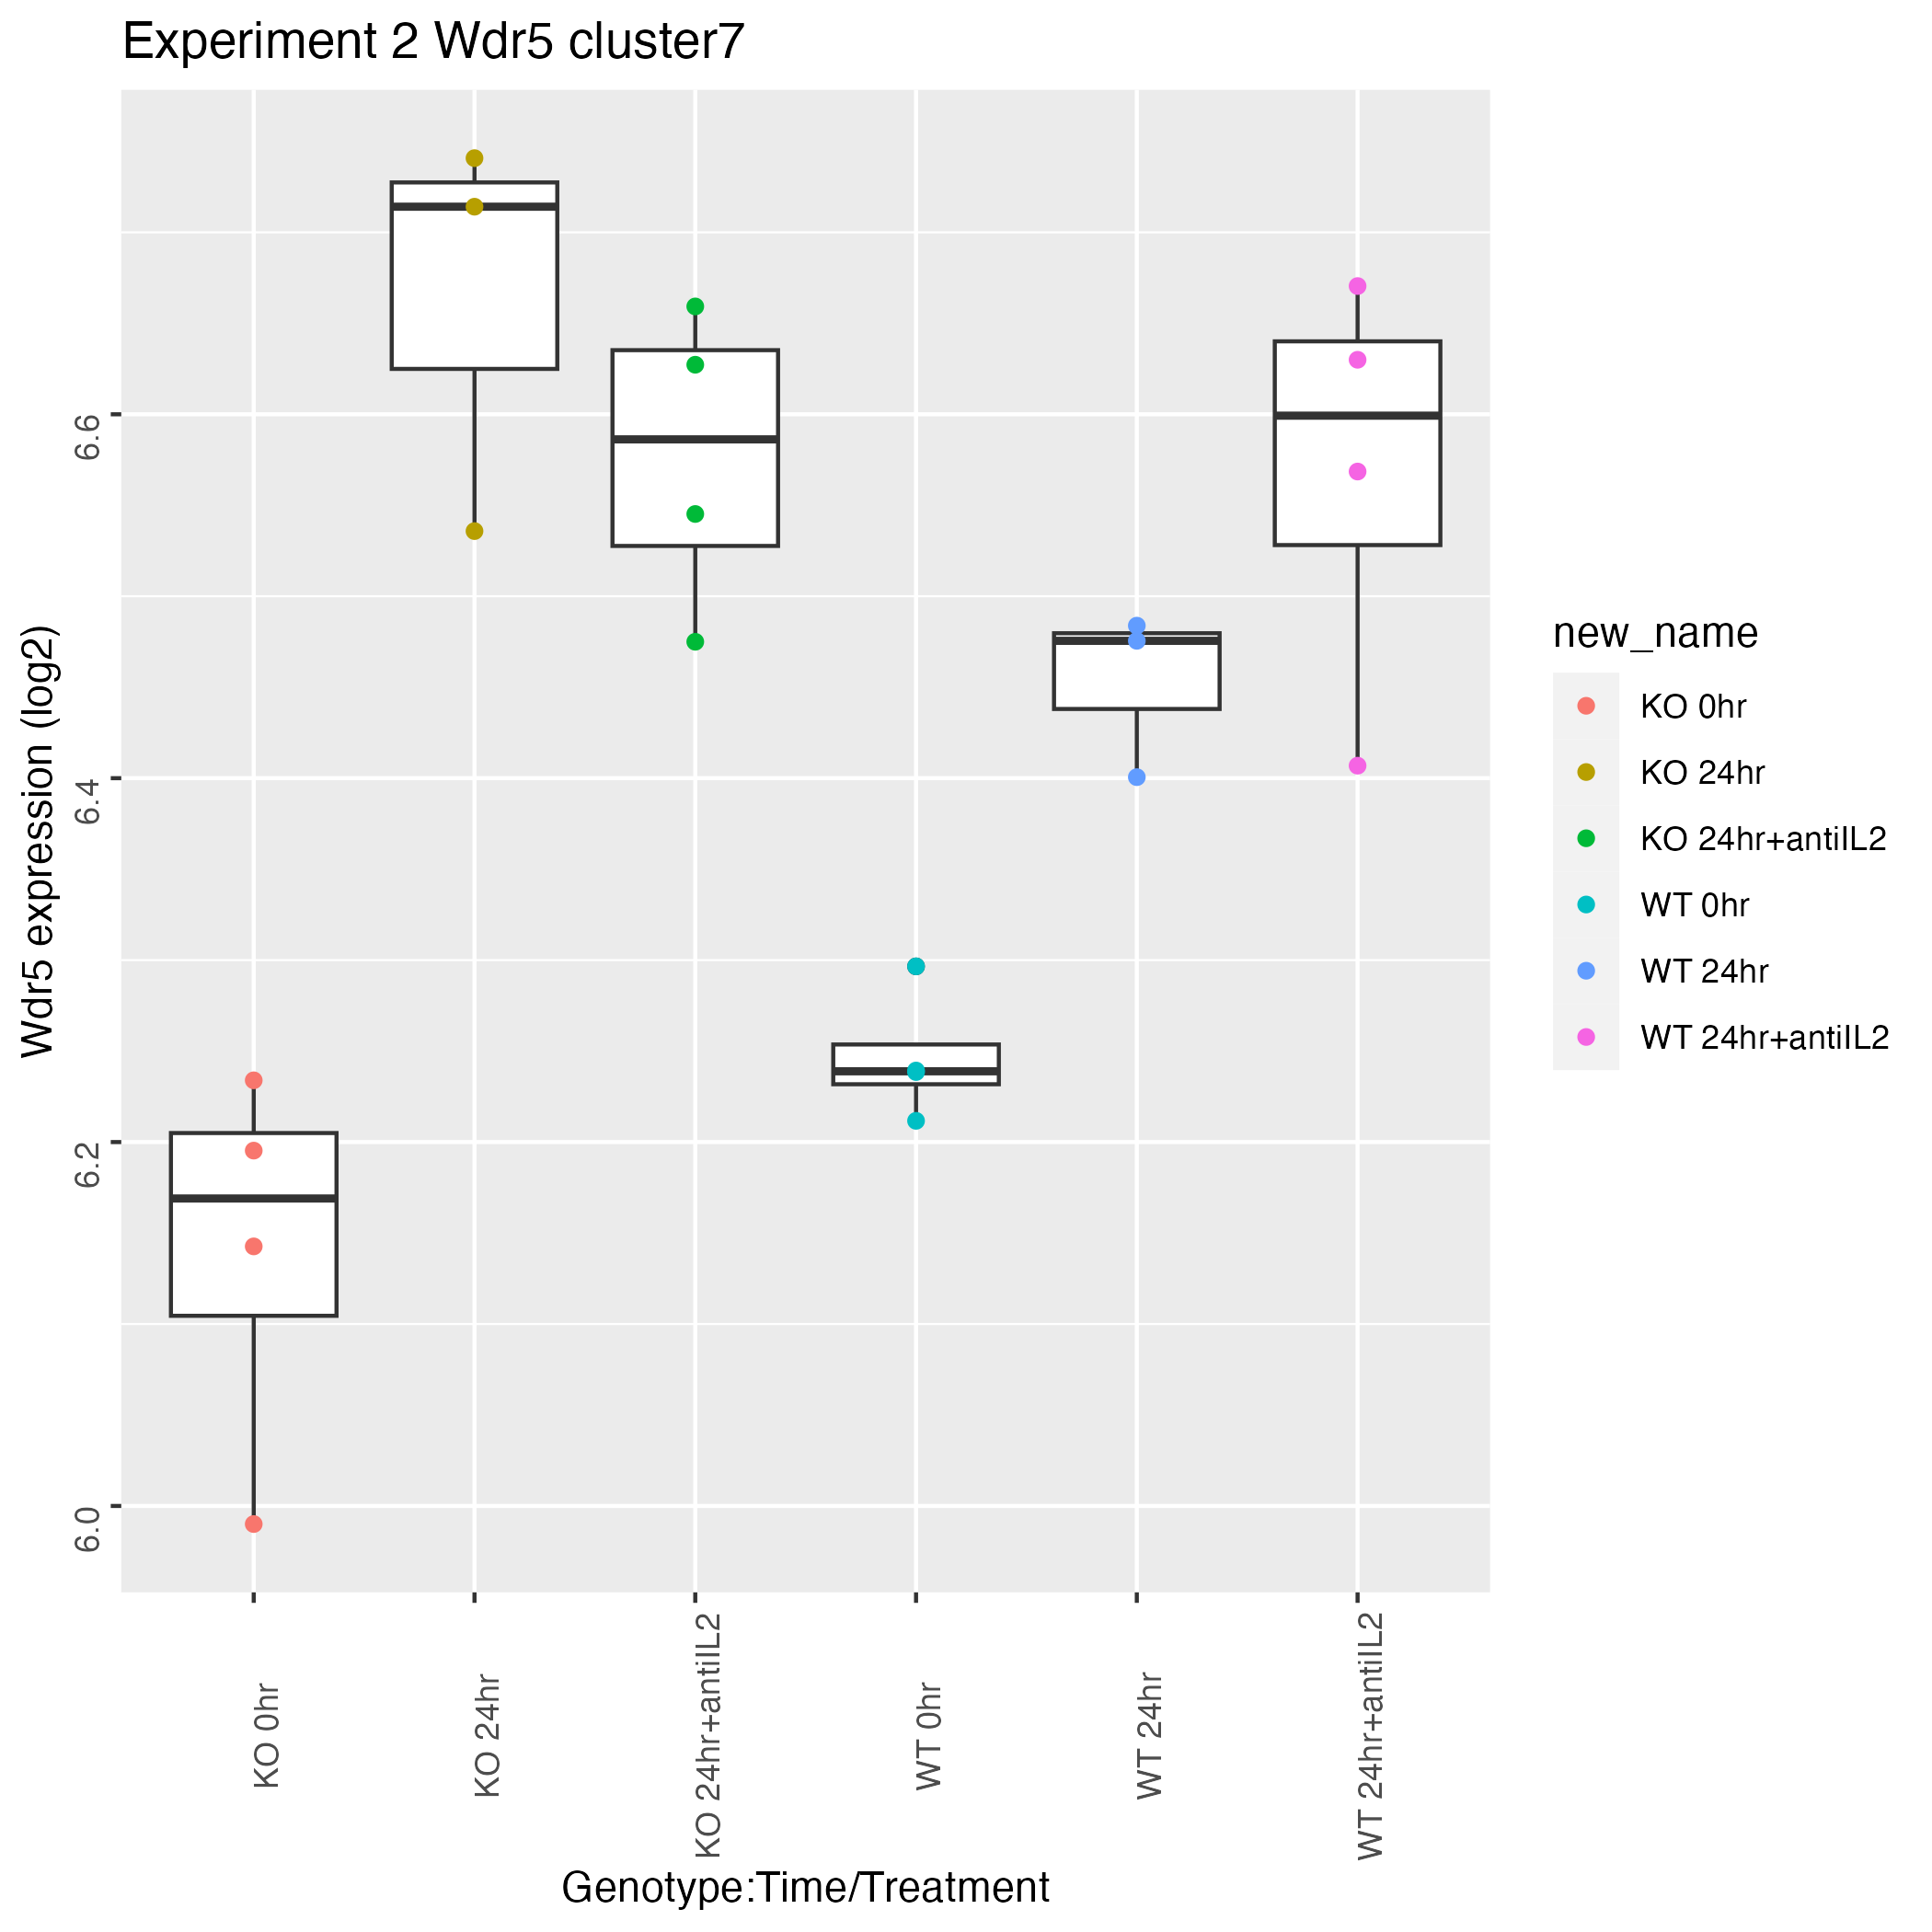 Experiment 2 Wdr5 cluster7
Wdr5 expression (log2)
6.6
6.4
6.2
6.0
KO 0hr
KO 24hr
KO 24hr+antiIL2
WT 0hr
WT 24hr
WT 24hr+antiIL2
Genotype:Time/Treatment
new_name
KO 0hr
KO 24hr
KO 24hr+antiIL2
WT 0hr
WT 24hr
WT 24hr+antiIL2